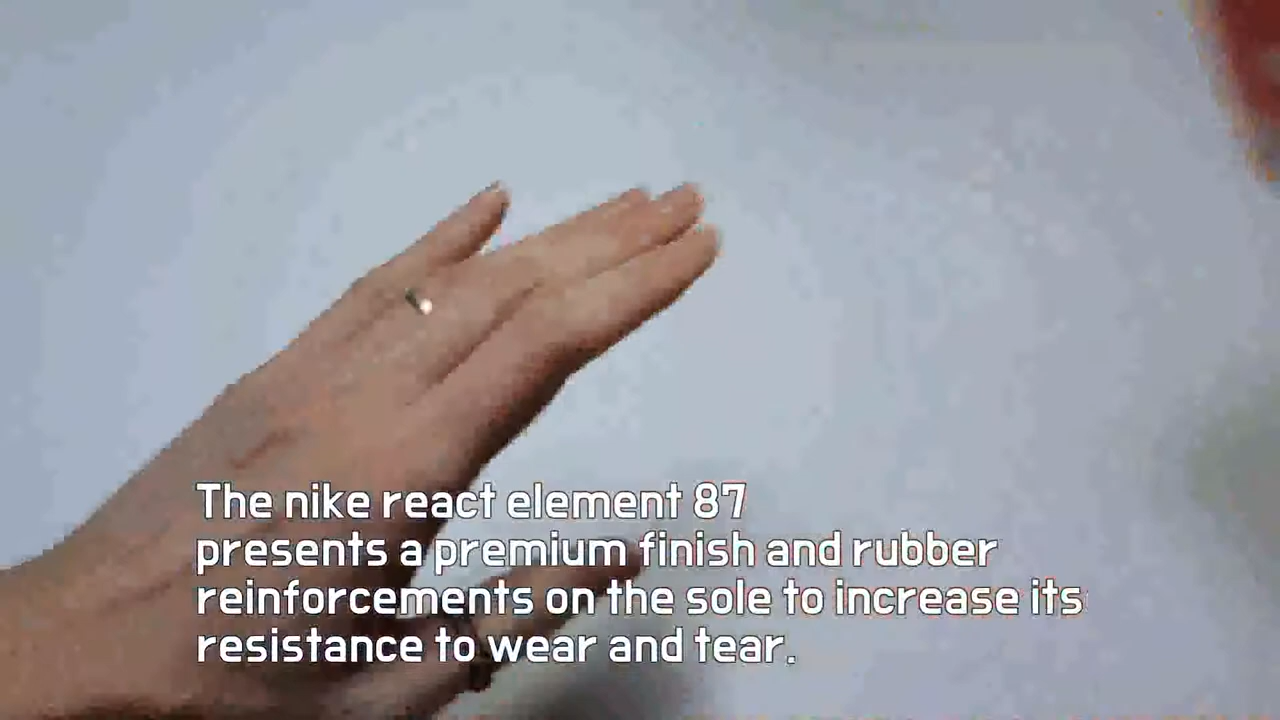 The nike react element 87
presents a premium finish and rubber
reinforcements on the sole to increase its
resistance to wear and tear.